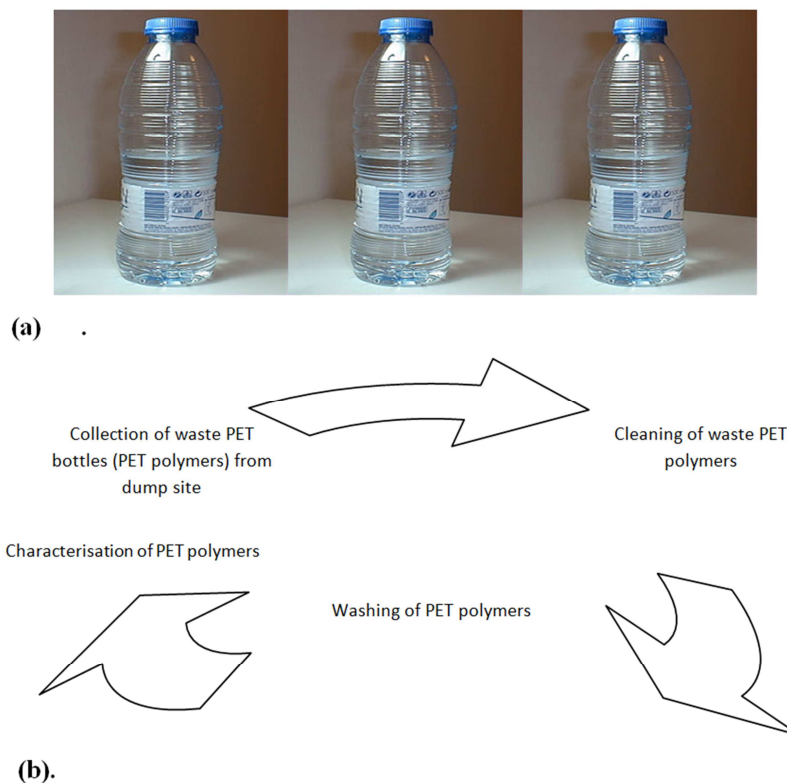 (a) .
Collection of waste PET
bottles (PET polymers) from
dump site
Cleaning of waste PET
polymers
Characterisation of PET polymers
Washing of PET polymers
(b).